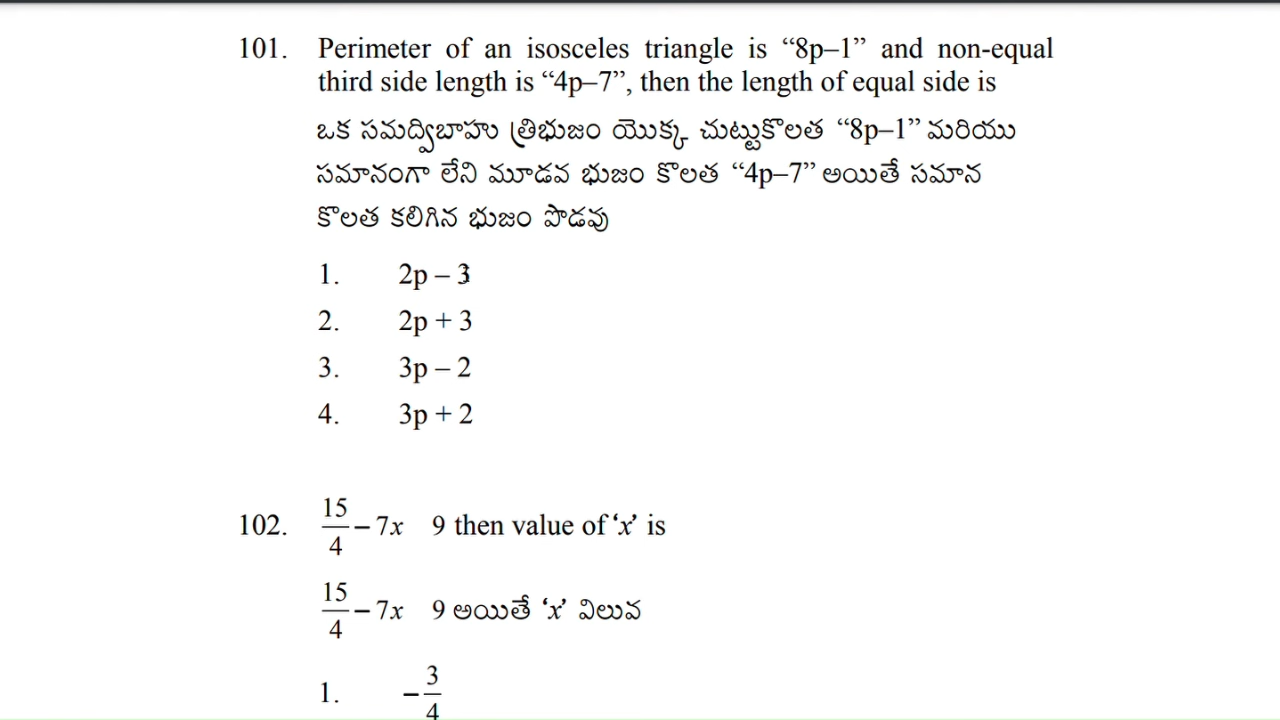 101. Perimeter of an isosceles triangle is “8p–1” and non-equal
third side length is “4p–7”, then the length of equal side is
ఒక సమద్విబాహు త్రిభుజం యొక్క చుట్టుకొలత “8p–1” మరియు
సమానంగా లేని మూడవ భుజం కొలత “4p–7” అయితే సమాన
కొలత కలిగిన భుజం పొడవు
1. 2p – 3
2. 2p + 3
3. 3p – 2
4. 3p + 2
102. 15/4 – 7x 9 then value of ‘x’ is
15/4 – 7x 9 అయితే ‘x’ విలువ
1. –3/4